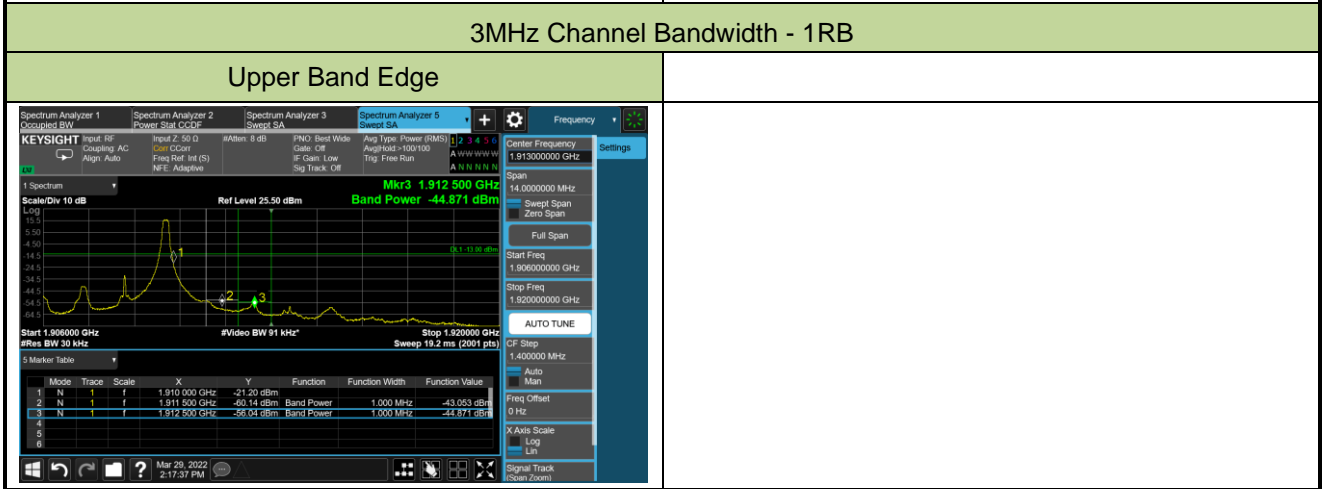 3MHz Channel Bandwidth - 1RB
Upper Band Edge
Spectrum Analyzer 1
Occupied BW
Spectrum Analyzer 2
Power Stat CCDF
Spectrum Analyzer 3
Swept SA
Spectrum Analyzer 5
Swept SA
Frequency
KEYSIGHT
Input: RF
Coupling: AC
Align: Auto
Input Z: 50 Ω
Corr CCorr
Freq Ref: Int (S)
NFE: Adaptive
#Atten: 8 dB
PNO: Best Wide
Gate: Off
IF Gain: Low
Sig Track: Off
Avg Type: Power (RMS)
Avg|Hold:>100/100
Trig: Free Run
1 2 3 4 5 6
A W W W W W
A N N N N N
1 Spectrum
Scale/Div 10 dB
Ref Level 25.50 dBm
Mkr3 1.912 500 GHz
Band Power -44.871 dBm
Log
15.5
5.50
-4.50
-14.5
-24.5
-34.5
-44.5
-54.5
-64.5
DL1 -13.00 dBm
1
2
3
Start 1.906000 GHz
#Res BW 30 kHz
#Video BW 91 kHz*
Stop 1.920000 GHz
Sweep 19.2 ms (2001 pts)
5 Marker Table
Mode Trace Scale X Y Function Function Width Function Value
1 N 1 f 1.910 000 GHz -21.20 dBm
2 N 1 f 1.911 500 GHz -60.14 dBm Band Power 1.000 MHz -43.053 dBm
3 N 1 f 1.912 500 GHz -56.04 dBm Band Power 1.000 MHz -44.871 dBm
4
5
6
Mar 29, 2022
2:17:37 PM
Center Frequency
1.913000000 GHz
Settings
Span
14.0000000 MHz
Swept Span
Zero Span
Full Span
Start Freq
1.906000000 GHz
Stop Freq
1.920000000 GHz
AUTO TUNE
CF Step
1.400000 MHz
Auto
Man
Freq Offset
0 Hz
X Axis Scale
Log
Lin
Signal Track
(Span Zoom)